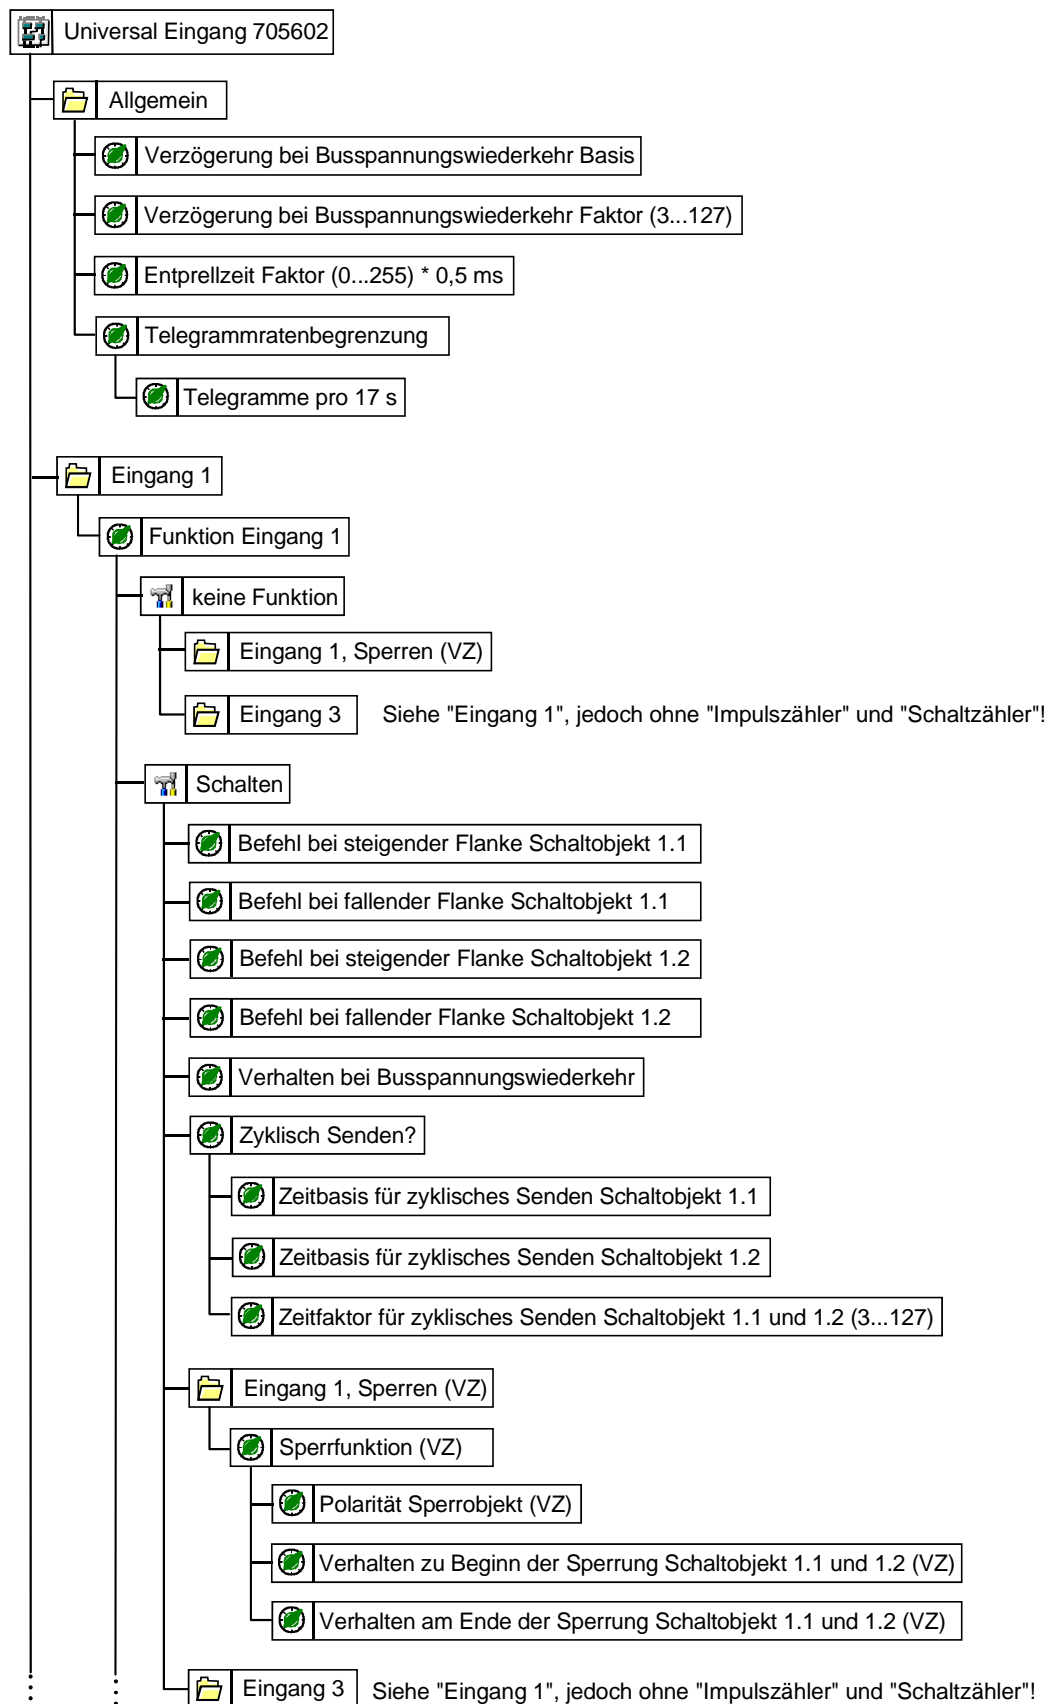 Universal Eingang 705602
Allgemein
Verzögerung bei Busspannungswiederkehr Basis
Verzögerung bei Busspannungswiederkehr Faktor (3...127)
Entprellzeit Faktor (0...255) * 0,5 ms
Telegrammratenbegrenzung
Telegramme pro 17 s
Eingang 1
Funktion Eingang 1
keine Funktion
Eingang 1, Sperren (VZ)
Eingang 3 Siehe "Eingang 1", jedoch ohne "Impulszähler" und "Schaltzähler"!
Schalten
Befehl bei steigender Flanke Schaltobjekt 1.1
Befehl bei fallender Flanke Schaltobjekt 1.1
Befehl bei steigender Flanke Schaltobjekt 1.2
Befehl bei fallender Flanke Schaltobjekt 1.2
Verhalten bei Busspannungswiederkehr
Zyklisch Senden?
Zeitbasis für zyklisches Senden Schaltobjekt 1.1
Zeitbasis für zyklisches Senden Schaltobjekt 1.2
Zeitfaktor für zyklisches Senden Schaltobjekt 1.1 und 1.2 (3...127)
Eingang 1, Sperren (VZ)
Sperrfunktion (VZ)
Polarität Sperrobjekt (VZ)
Verhalten zu Beginn der Sperrung Schaltobjekt 1.1 und 1.2 (VZ)
Verhalten am Ende der Sperrung Schaltobjekt 1.1 und 1.2 (VZ)
Eingang 3 Siehe "Eingang 1", jedoch ohne "Impulszähler" und "Schaltzähler"!